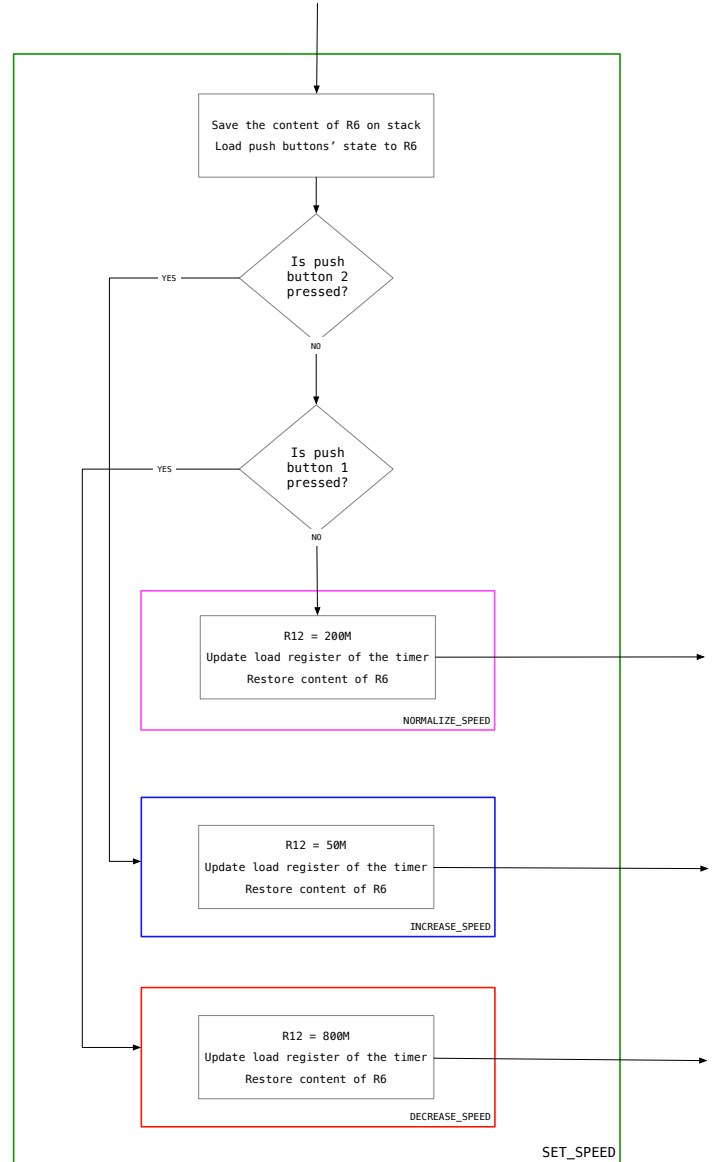 Save the content of R6 on stack
Load push buttons’ state to R6
Is push
button 2
pressed?
YES
NO
Is push
button 1
pressed?
YES
NO
R12 = 200M
Update load register of the timer
Restore content of R6
NORMALIZE_SPEED
R12 = 50M
Update load register of the timer
Restore content of R6
INCREASE_SPEED
R12 = 800M
Update load register of the timer
Restore content of R6
DECREASE_SPEED
SET_SPEED